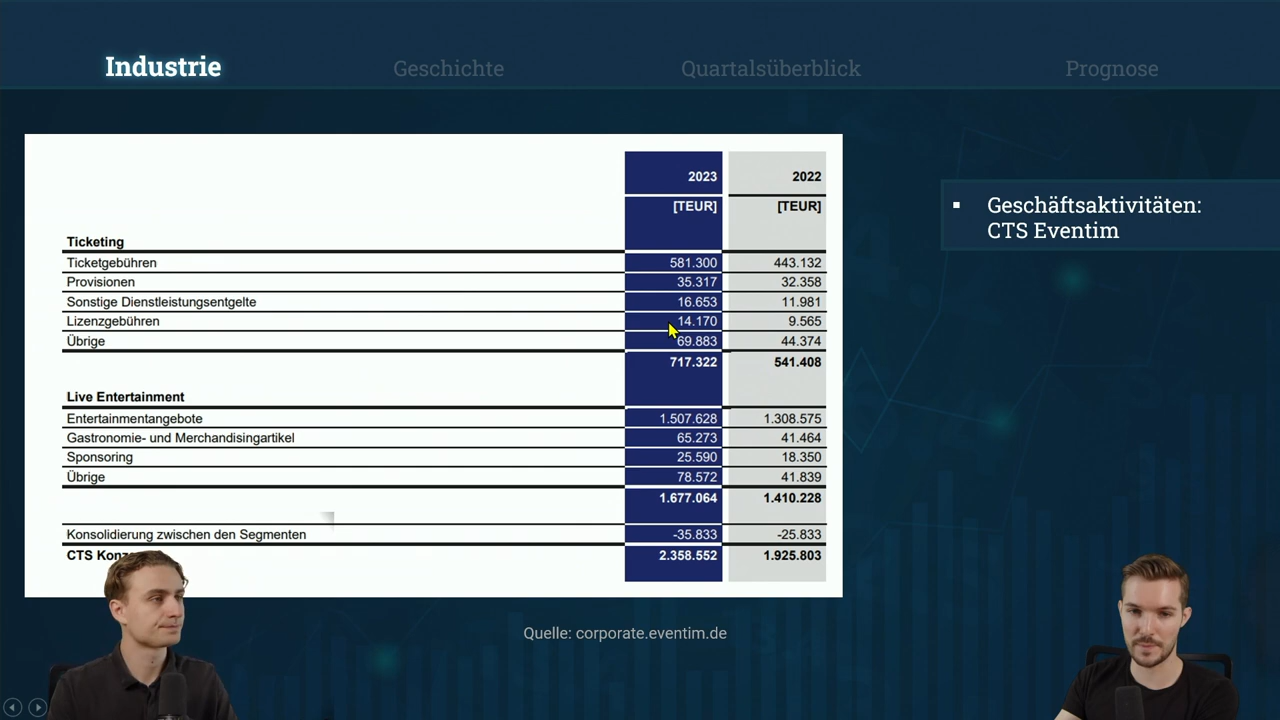 Industrie Geschichte Quartalsüberblick Prognose
2023 2022
[TEUR] [TEUR]
Ticketing
Ticketgebühren 581.300 443.132
Provisionen 35.317 32.358
Sonstige Dienstleistungsentgelte 16.653 11.981
Lizenzgebühren 14.170 9.565
Übrige 69.883 44.374
717.322 541.408
Live Entertainment
Entertainmentangebote 1.507.628 1.308.575
Gastronomie- und Merchandisingartikel 65.273 41.464
Sponsoring 25.590 18.350
Übrige 78.572 41.839
1.677.064 1.410.228
Konsolidierung zwischen den Segmenten -35.833 -25.833
CTS 2.358.552 1.925.803
▪ Geschäftsaktivitäten:
CTS Eventim
Quelle: corporate.eventim.de